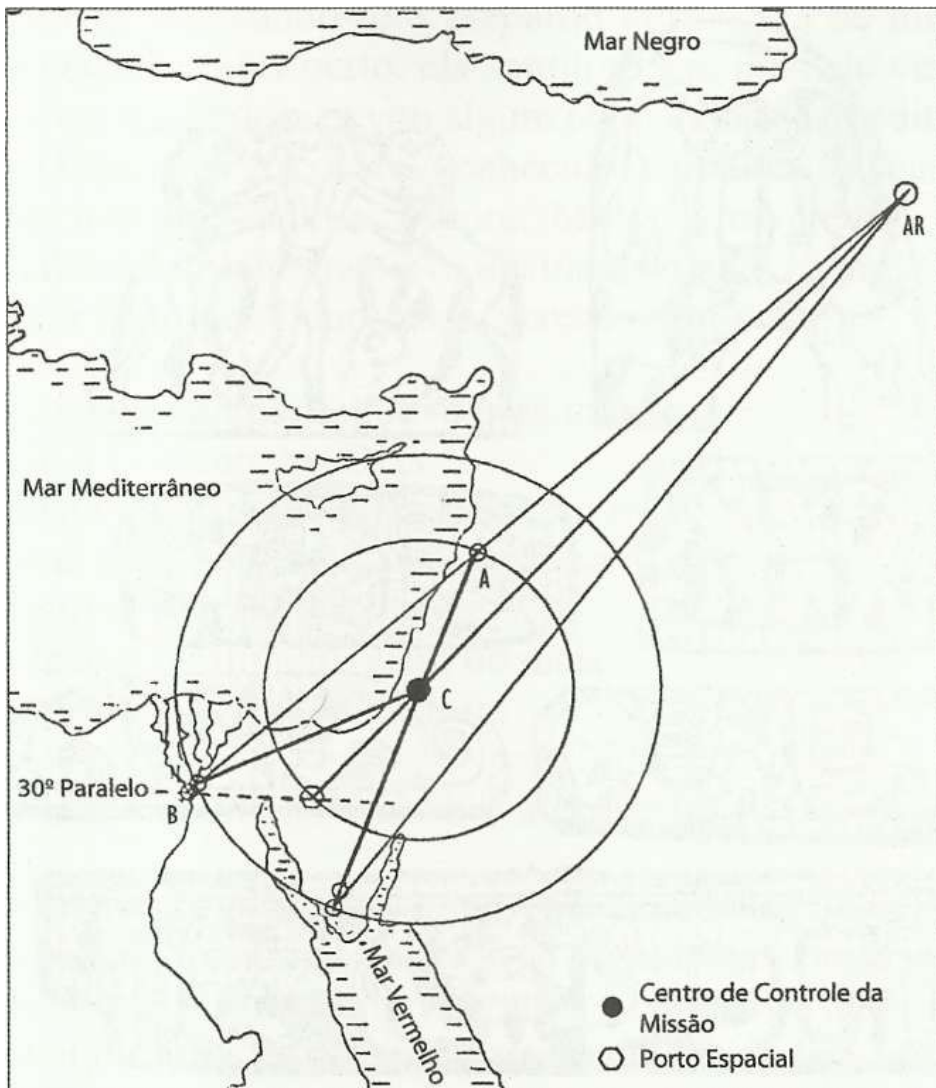 Mar Negro
AR
Mar Mediterrâneo
A
C
30º Paralelo
B
Mar Vermelho
Centro de Controle da
Missão
Porto Espacial